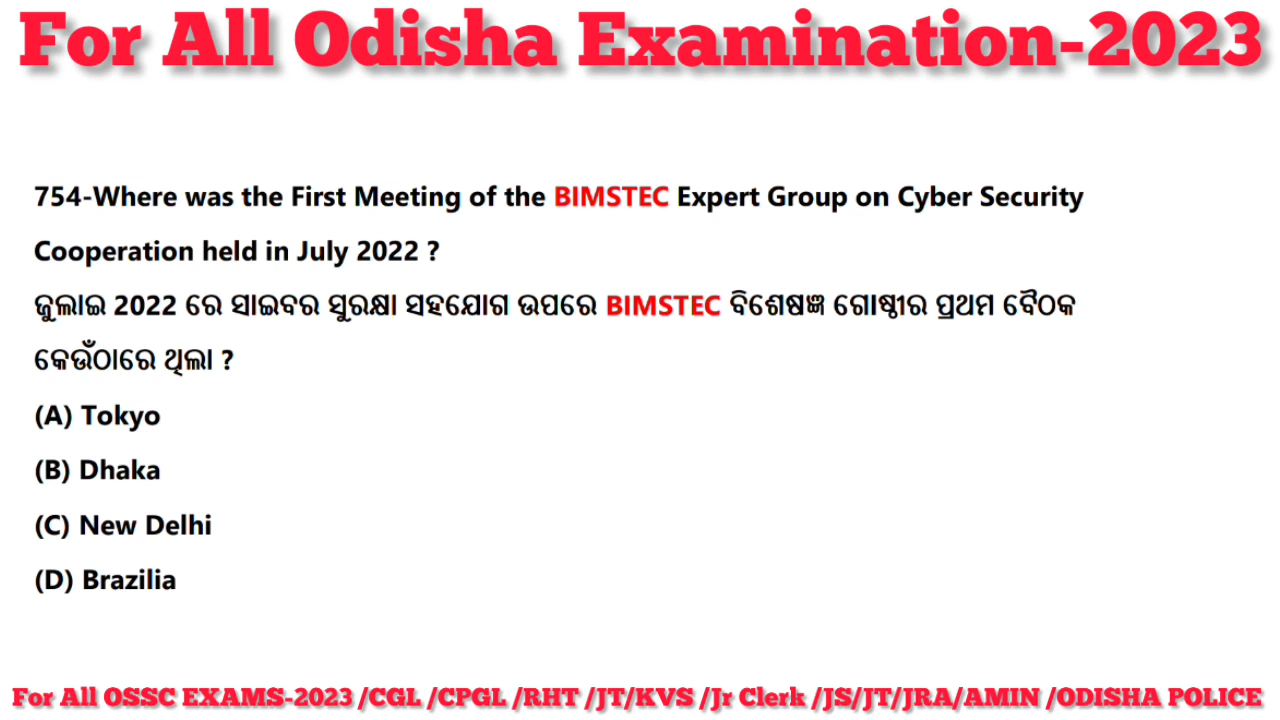 For All Odisha Examination-2023
754-Where was the First Meeting of the BIMSTEC Expert Group on Cyber Security
Cooperation held in July 2022 ?
ଜୁଲାଇ 2022 ରେ ସାଇବର ସୁରକ୍ଷା ସହଯୋଗ ଉପରେ BIMSTEC ବିଶେଷଜ୍ଞ ଗୋଷ୍ଠୀର ପ୍ରଥମ ବୈଠକ
କେଉଁଠାରେ ଥିଲା ?
(A) Tokyo
(B) Dhaka
(C) New Delhi
(D) Brazilia
For All OSSC EXAMS-2023 /CGL /CPGL /RHT /JT/KVS /Jr Clerk /JS/JT/JRA/AMIN /ODISHA POLICE